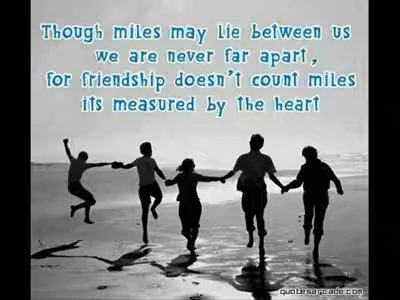 Though miles may lie between us
we are never far apart,
for friendship doesn't count miles
its measured by the heart
quotesarcade.com